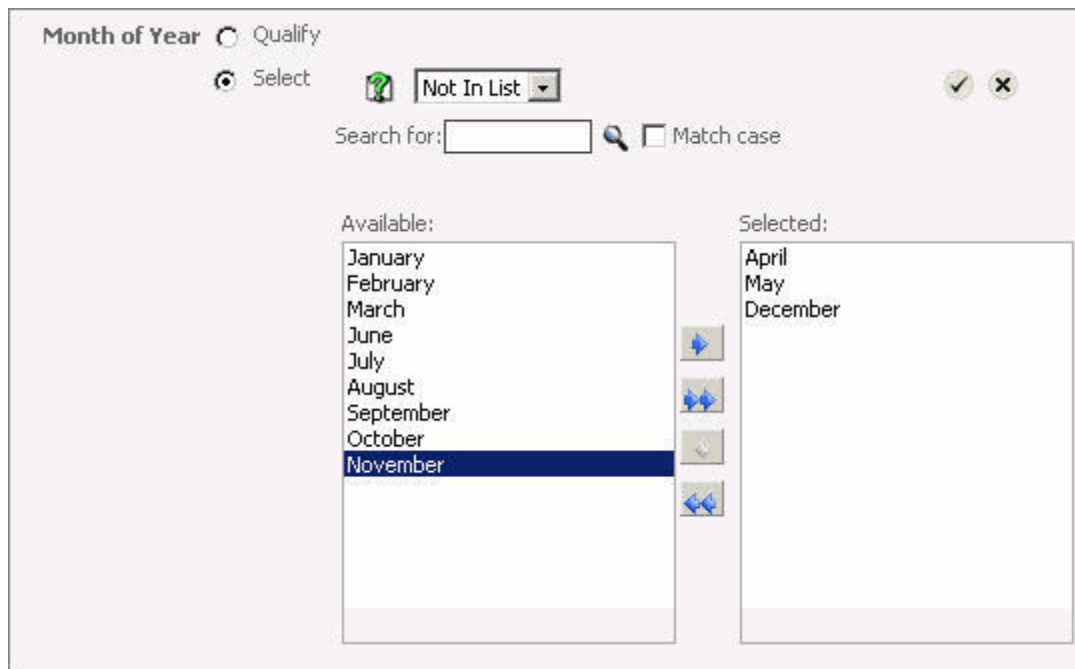 Month of Year Qualify
Select Not In List
Search for: Match case
Available: Selected:
January April
February May
March December
June
July
August
September
October
November